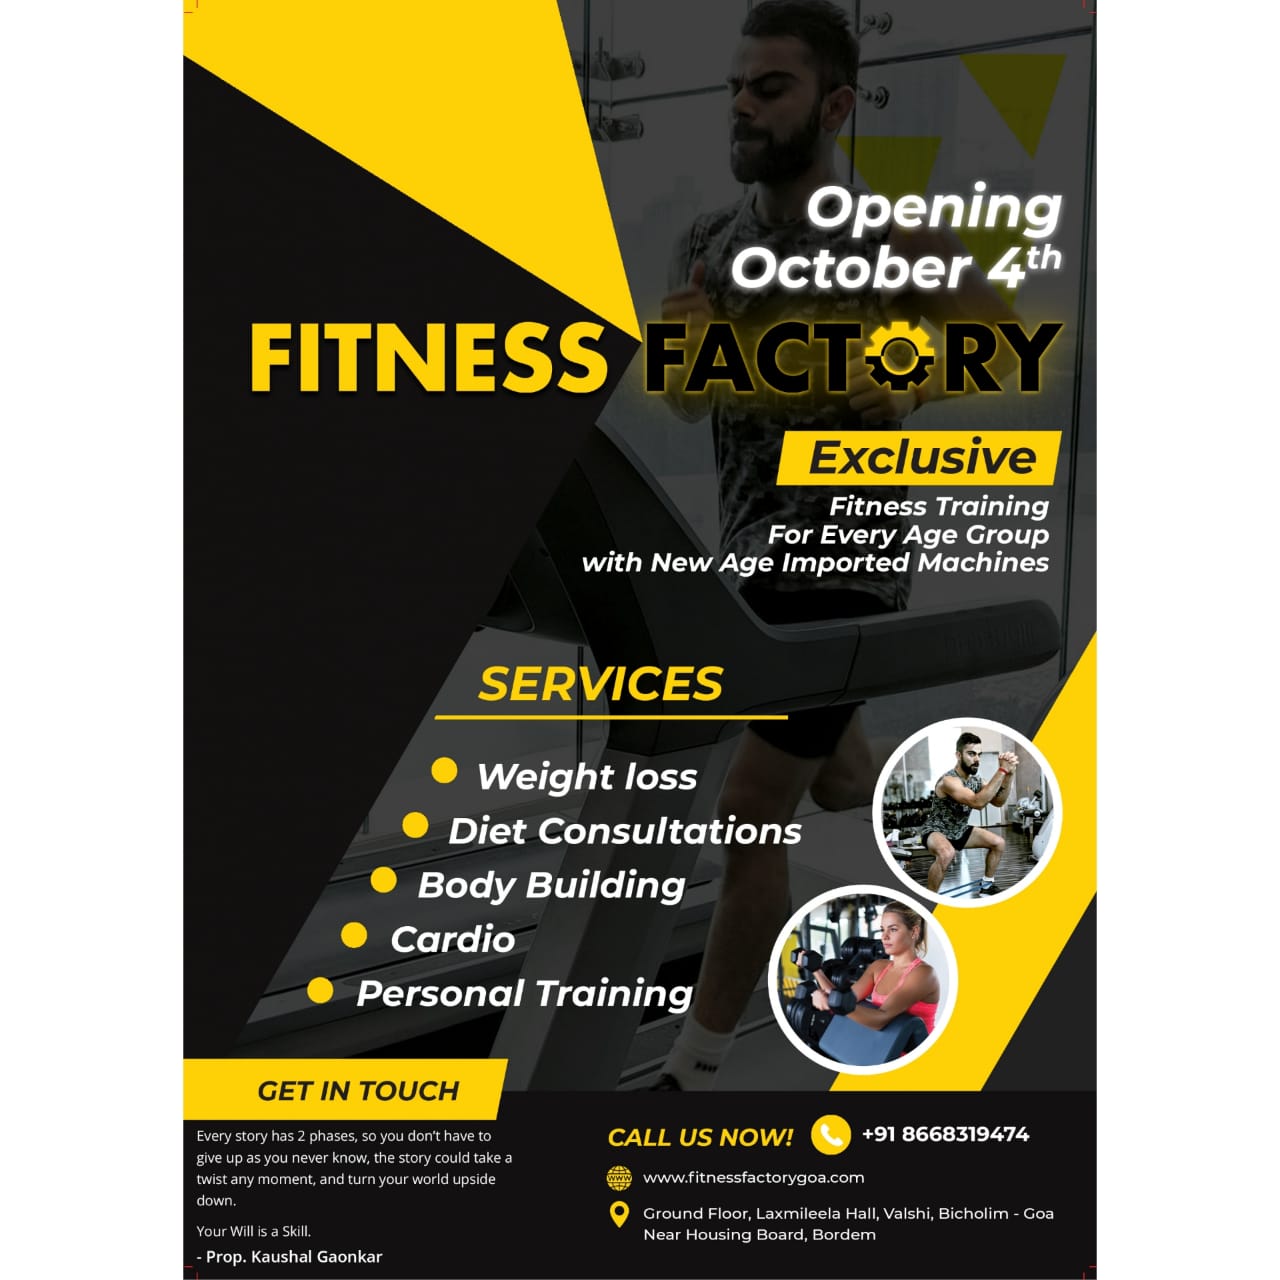 Opening
October 4th
FITNESS FACTORY
Exclusive
Fitness Training
For Every Age Group
with New Age Imported Machines
SERVICES
Weight loss
Diet Consultations
Body Building
Cardio
Personal Training
GET IN TOUCH
Every story has 2 phases, so you don't have to
give up as you never know, the story could take a
twist any moment, and turn your world upside
down.
Your Will is a Skill.
- Prop. Kaushal Gaonkar
CALL US NOW! +91 8668319474
www.fitnessfactorygoa.com
Ground Floor, Laxmileela Hall, Valshi, Bicholim - Goa
Near Housing Board, Bordem